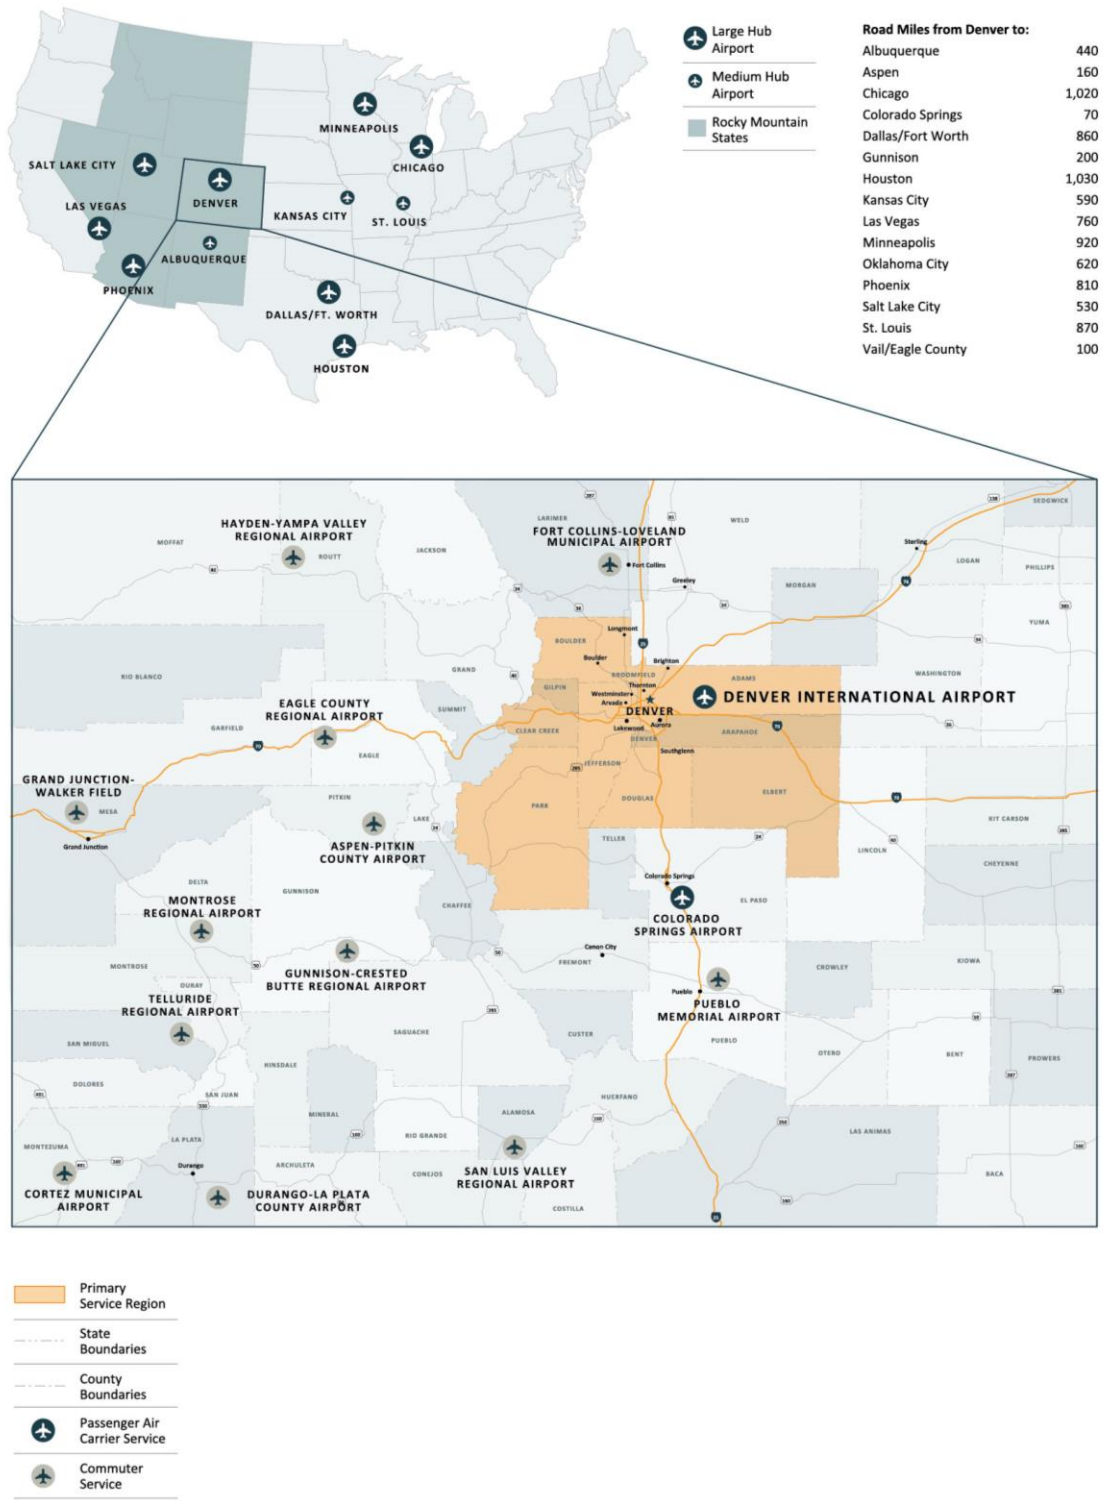 Large Hub
Airport
Medium Hub
Airport
Rocky Mountain
States
Road Miles from Denver to:
Albuquerque 440
Aspen 160
Chicago 1,020
Colorado Springs 70
Dallas/Fort Worth 860
Gunnison 200
Houston 1,030
Kansas City 590
Las Vegas 760
Minneapolis 920
Oklahoma City 620
Phoenix 810
Salt Lake City 530
St. Louis 870
Vail/Eagle County 100
MINNEAPOLIS
CHICAGO
SALT LAKE CITY
DENVER
LAS VEGAS
KANSAS CITY
ST. LOUIS
ALBUQUERQUE
PHOENIX
DALLAS/FT. WORTH
HOUSTON
SEDGWICK
LARIMER
WELD
HAYDEN-YAMPA VALLEY
REGIONAL AIRPORT
FORT COLLINS-LOVELAND
MUNICIPAL AIRPORT
MOFFAT
ROUTT
JACKSON
Sterling
LOGAN
PHILLIPS
Fort Collins
Greeley
MORGAN
YUMA
Longmont
BOULDER
Boulder
Brighton
RIO BLANCO
GRAND
BROOMFIELD
ADAMS
WASHINGTON
GILPIN
Thornton
Westminster
Arvada
DENVER INTERNATIONAL AIRPORT
EAGLE COUNTY
REGIONAL AIRPORT
SUMMIT
DENVER
GARFIELD
CLEAR CREEK
Lakewood
Aurora
DENVER
ARAPAHOE
70
70
EAGLE
Southglenn
JEFFERSON
285
GRAND JUNCTION-
WALKER FIELD
PITKIN
PARK
DOUGLAS
ELBERT
70
MESA
LAKE
KIT CARSON
Grand Junction
ASPEN-PITKIN
COUNTY AIRPORT
TELLER
24
LINCOLN
CHEYENNE
DELTA
GUNNISON
Colorado Springs
MONTROSE
REGIONAL AIRPORT
CHAFFEE
EL PASO
COLORADO
SPRINGS AIRPORT
Canon City
FREMONT
MONTROSE
50
50
CROWLEY
KIOWA
GUNNISON-CRESTED
BUTTE REGIONAL AIRPORT
OURAY
TELLURIDE
REGIONAL AIRPORT
Pueblo
PUEBLO
MEMORIAL AIRPORT
285
SAGUACHE
CUSTER
PUEBLO
SAN MIGUEL
OTERO
BENT
PROWERS
HINSDALE
DOLORES
SAN JUAN
HUERFANO
MINERAL
ALAMOSA
160
LAS ANIMAS
MONTEZUMA
LA PLATA
RIO GRANDE
Durango
ARCHULETA
CONEJOS
SAN LUIS VALLEY
REGIONAL AIRPORT
BACA
CORTEZ MUNICIPAL
AIRPORT
DURANGO-LA PLATA
COUNTY AIRPORT
COSTILLA
25
Primary
Service Region
State
Boundaries
County
Boundaries
Passenger Air
Carrier Service
Commuter
Service